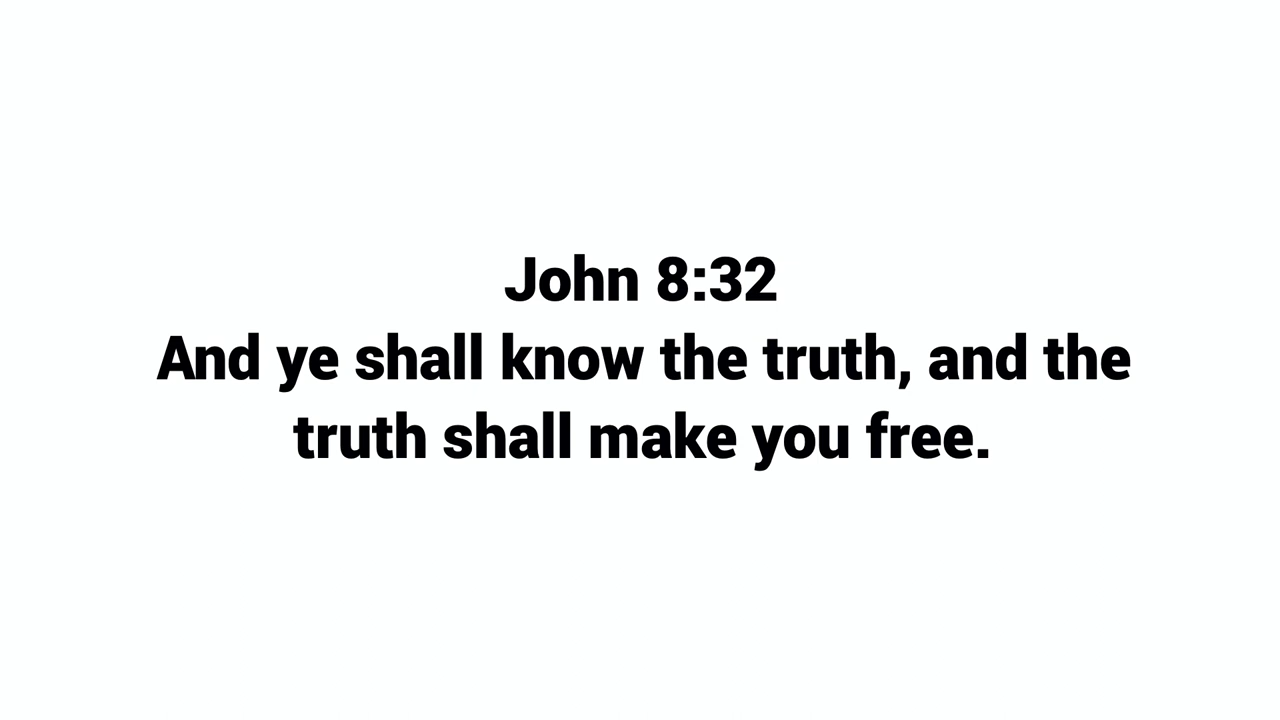 John 8:32
And ye shall know the truth, and the
truth shall make you free.